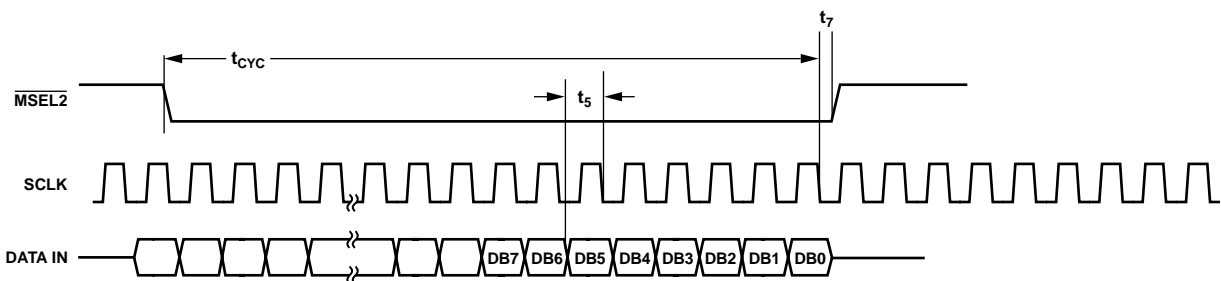 t7
tCYC
MSEL2
t5
SCLK
DATA IN
DB7 DB6 DB5 DB4 DB3 DB2 DB1 DB0